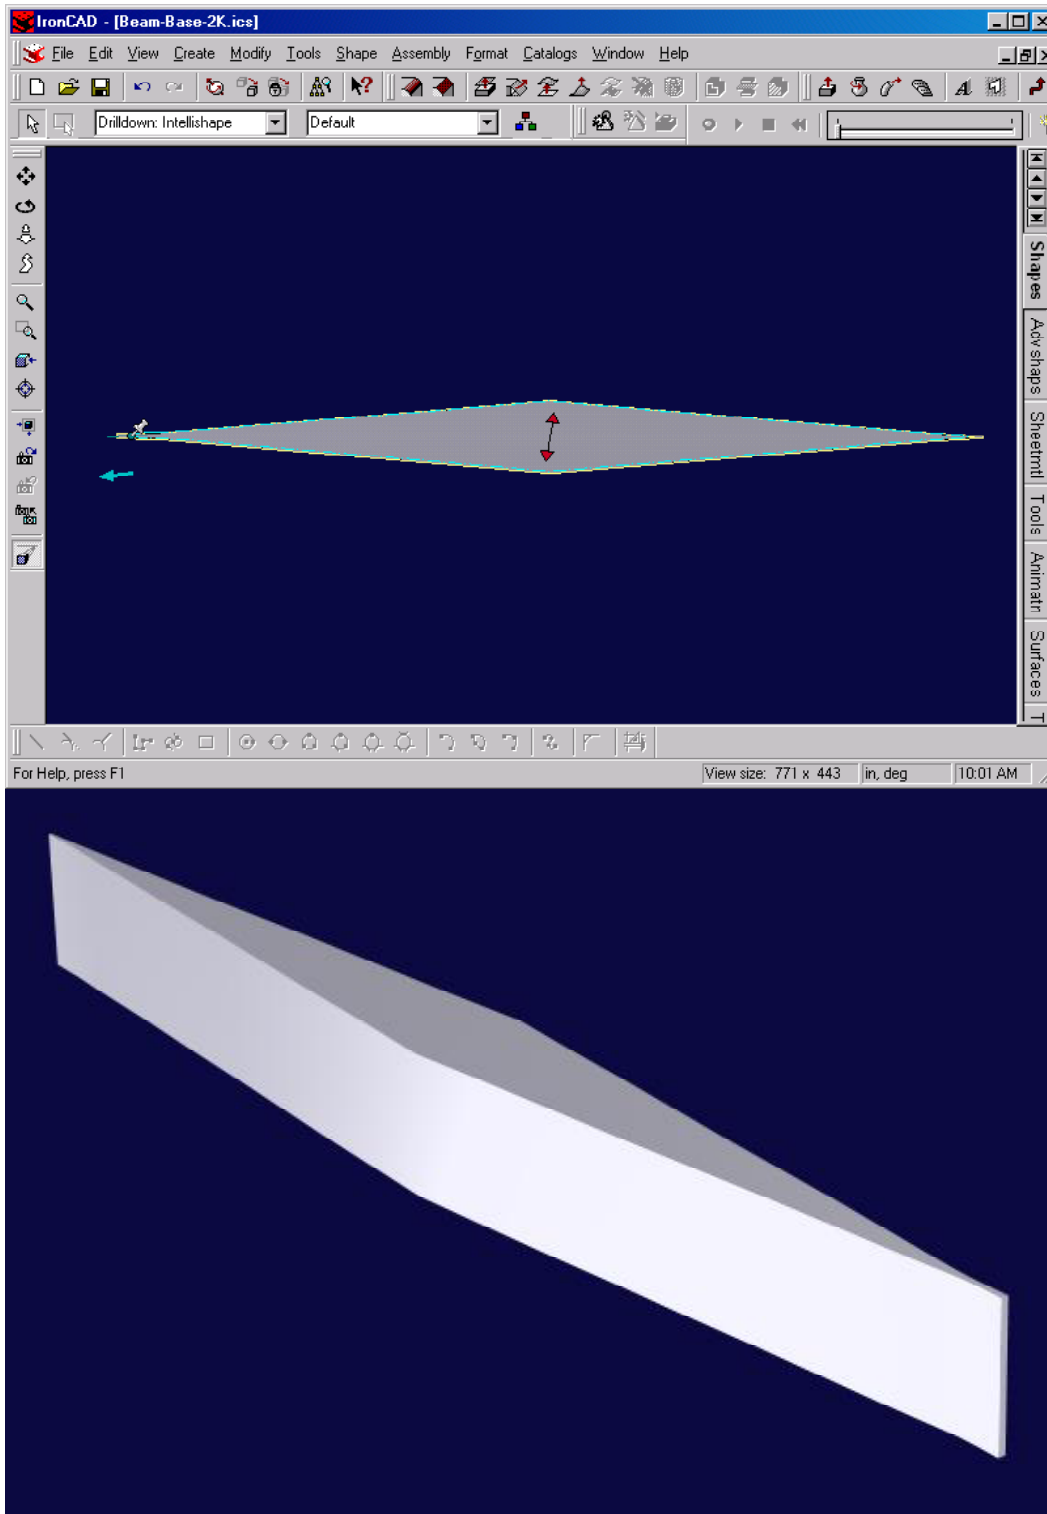 IronCAD - [Beam-Base-2K.ics]
File Edit View Create Modify Tools Shape Assembly Format Catalogs Window Help
Drilldown: Intellishape Default
Shapes
Advshaps
Sheetmtl
Tools
Animatn
Surfaces
T
For Help, press F1 View size: 771 x 443 in, deg 10:01 AM